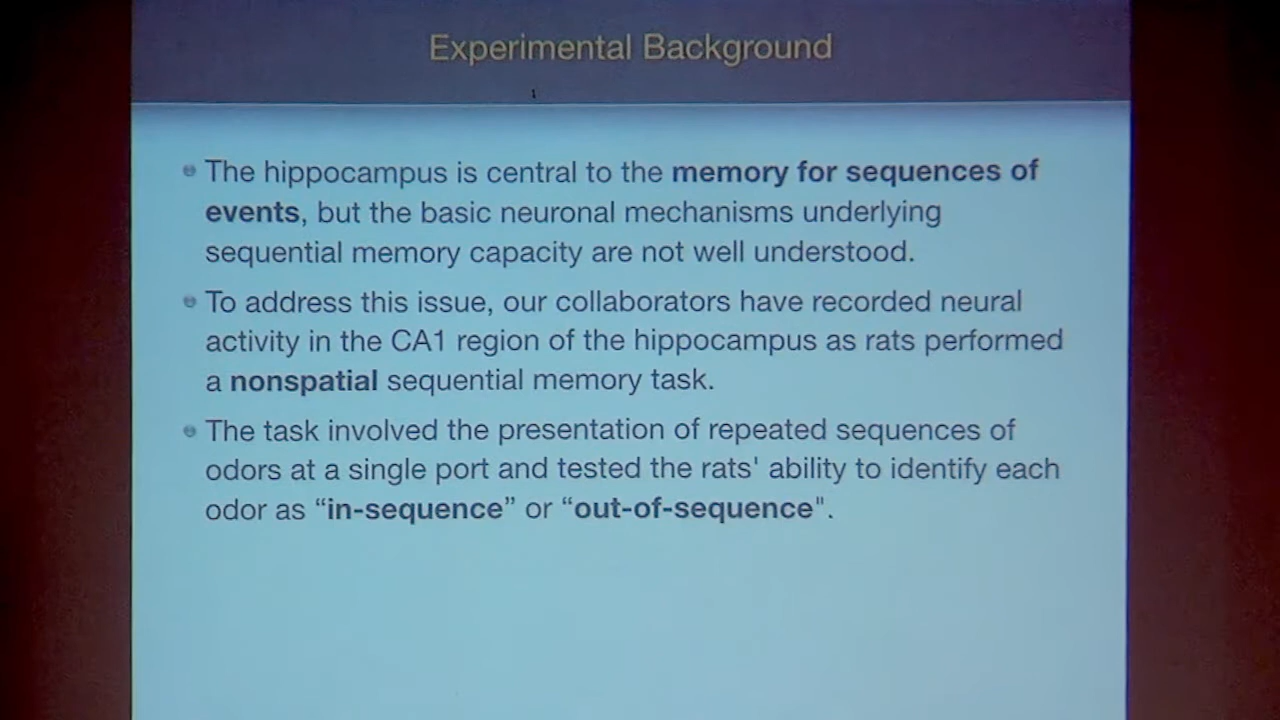 Experimental Background
The hippocampus is central to the memory for sequences of
events, but the basic neuronal mechanisms underlying
sequential memory capacity are not well understood.
To address this issue, our collaborators have recorded neural
activity in the CA1 region of the hippocampus as rats performed
a nonspatial sequential memory task.
The task involved the presentation of repeated sequences of
odors at a single port and tested the rats' ability to identify each
odor as “in-sequence” or “out-of-sequence".